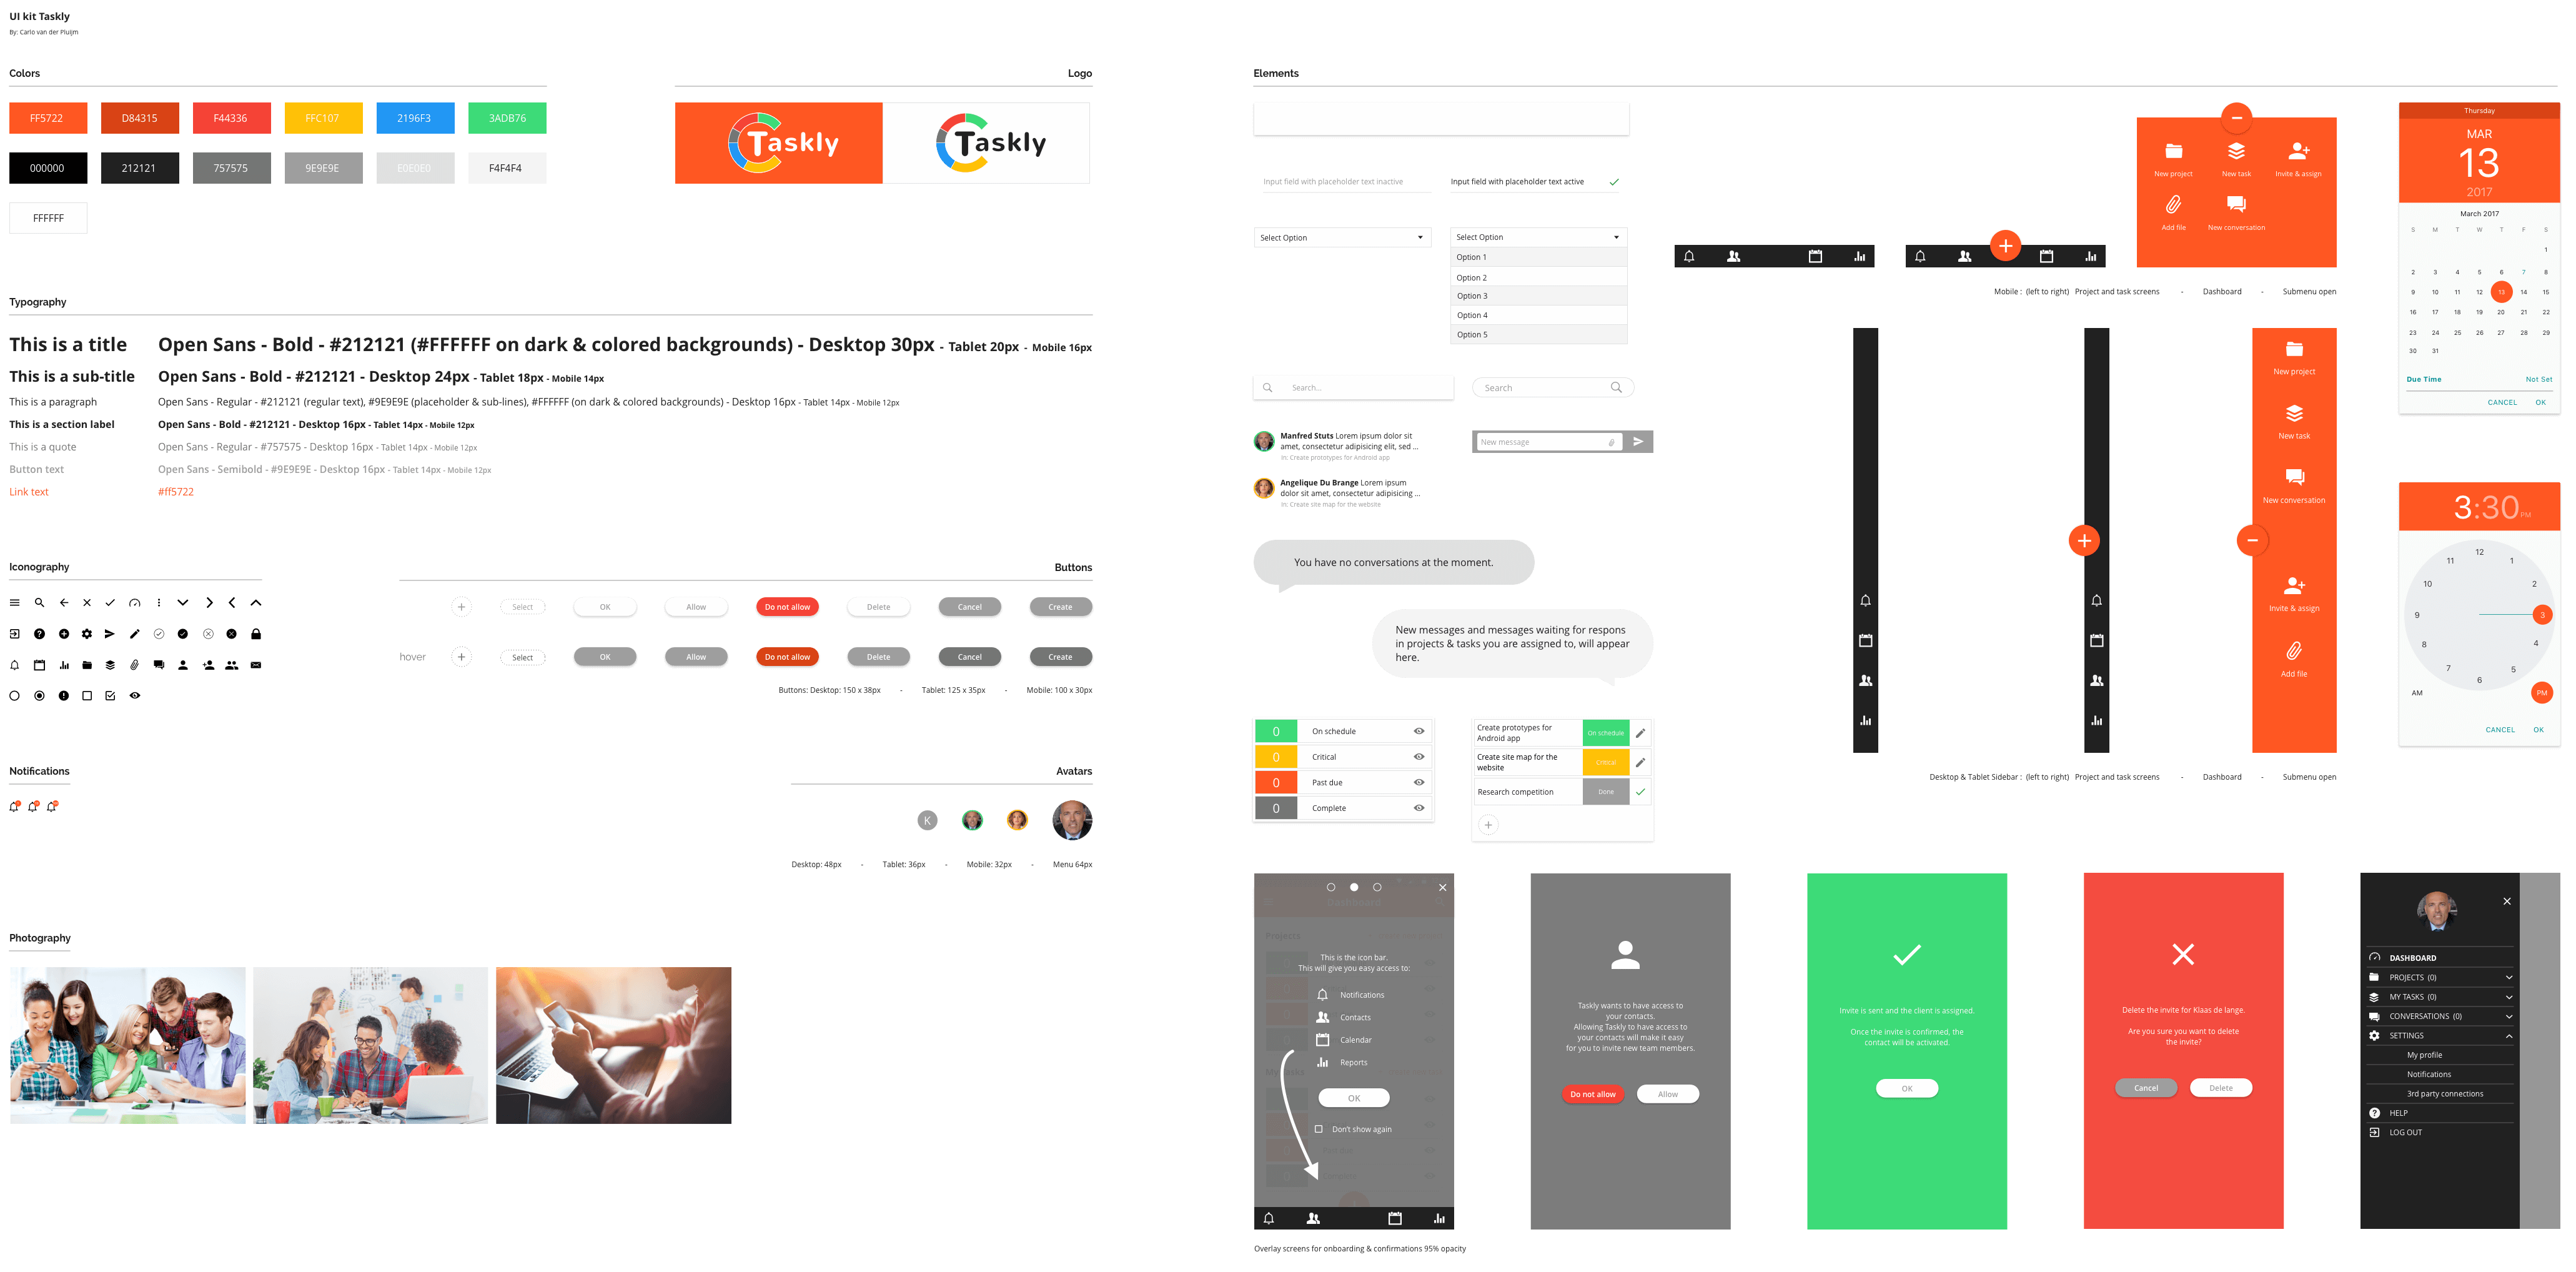 UI kit Taskly
By: Carlo van der Pluijm
Colors
FF5722
D84315
F44336
FFC107
2196F3
3ADB76
000000
212121
757575
9E9E9E
E0E0E0
F4F4F4
FFFFFF
Logo
Taskly
Taskly
Typography
This is a title
Open Sans - Bold - #212121 (#FFFFFF on dark & colored backgrounds) - Desktop 30px - Tablet 20px - Mobile 16px
This is a sub-title
Open Sans - Bold - #212121 - Desktop 24px - Tablet 18px - Mobile 14px
This is a paragraph
Open Sans - Regular - #212121 (regular text), #9E9E9E (placeholder & sub-lines), #FFFFFF (on dark & colored backgrounds) - Desktop 16px - Tablet 14px - Mobile 12px
This is a section label
Open Sans - Bold - #212121 - Desktop 16px - Tablet 14px - Mobile 12px
This is a quote
Open Sans - Regular - #757575 - Desktop 16px - Tablet 14px - Mobile 12px
Button text
Open Sans - Semibold - #9E9E9E - Desktop 16px - Tablet 14px - Mobile 12px
Link text
#ff5722
Iconography
Buttons
Select
OK
Allow
Do not allow
Delete
Cancel
Create
hover
Select
OK
Allow
Do not allow
Delete
Cancel
Create
Buttons: Desktop: 150 x 38px - Tablet: 125 x 35px - Mobile: 100 x 30px
Notifications
Avatars
K
Desktop: 48px - Tablet: 36px - Mobile: 32px - Menu 64px
Photography
Elements
Input field with placeholder text inactive
Input field with placeholder text active
Select Option
Select Option
Option 1
Option 2
Option 3
Option 4
Option 5
Search...
Search
Manfred Stuts Lorem ipsum dolor sit
amet, consectetur adipisicing elit, sed ...
In: Create prototypes for Android app
New message
Angelique Du Brange Lorem ipsum
dolor sit amet, consectetur adipisicing ...
In: Create site map for the website
You have no conversations at the moment.
New messages and messages waiting for respons
in projects & tasks you are assigned to, will appear
here.
0 On schedule
0 Critical
0 Past due
0 Complete
Create prototypes for
Android app
On schedule
Create site map for the
website
Critical
Research competition
Done
New project
New task
Invite & assign
Add file
New conversation
Mobile : (left to right) Project and task screens - Dashboard - Submenu open
New project
New task
New conversation
Invite & assign
Add file
Desktop & Tablet Sidebar : (left to right) Project and task screens - Dashboard - Submenu open
Thursday
MAR
13
2017
March 2017
S M T W T F S
1
2 3 4 5 6 7 8
9 10 11 12 13 14 15
16 17 18 19 20 21 22
23 24 25 26 27 28 29
30 31
Due Time Not Set
CANCEL OK
3:30 PM
12
11 1
10 2
9 3
8 4
7 5
6
AM PM
CANCEL OK
Dashboard
Projects
This is the icon bar.
This will give you easy access to:
Notifications
Contacts
Calendar
Reports
OK
Don't show again
Overlay screens for onboarding & confirmations 95% opacity
Taskly wants to have access to
your contacts.
Allowing Taskly to have access to
your contacts will make it easy
for you to invite new team members.
Do not allow
Allow
Invite is sent and the client is assigned.
Once the invite is confirmed, the
contact will be activated.
OK
Delete the invite for Klaas de lange.
Are you sure you want to delete
the invite?
Cancel
Delete
DASHBOARD
PROJECTS (0)
MY TASKS (0)
CONVERSATIONS (0)
SETTINGS
My profile
Notifications
3rd party connections
HELP
LOG OUT